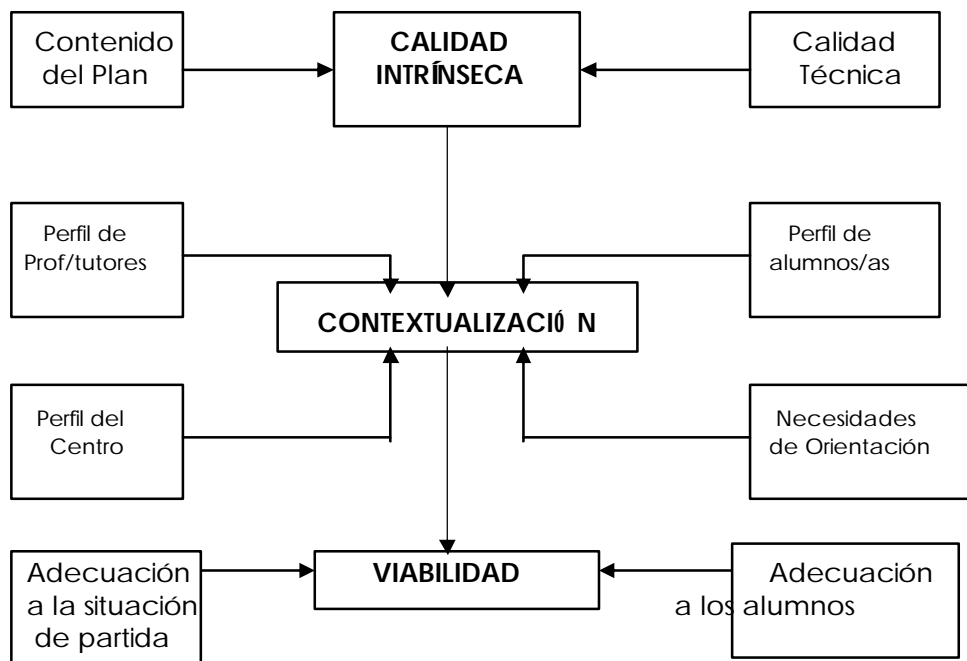 Contenido
del Plan
CALIDAD
INTRÍNSECA
Calidad
Técnica
Perfil de
Prof/tutores
Perfil de
alumnos/as
CONTEXTUALIZACIÓ N
Perfil del
Centro
Necesidades
de Orientación
Adecuación
a la situación
de partida
VIABILIDAD
Adecuación
a los alumnos